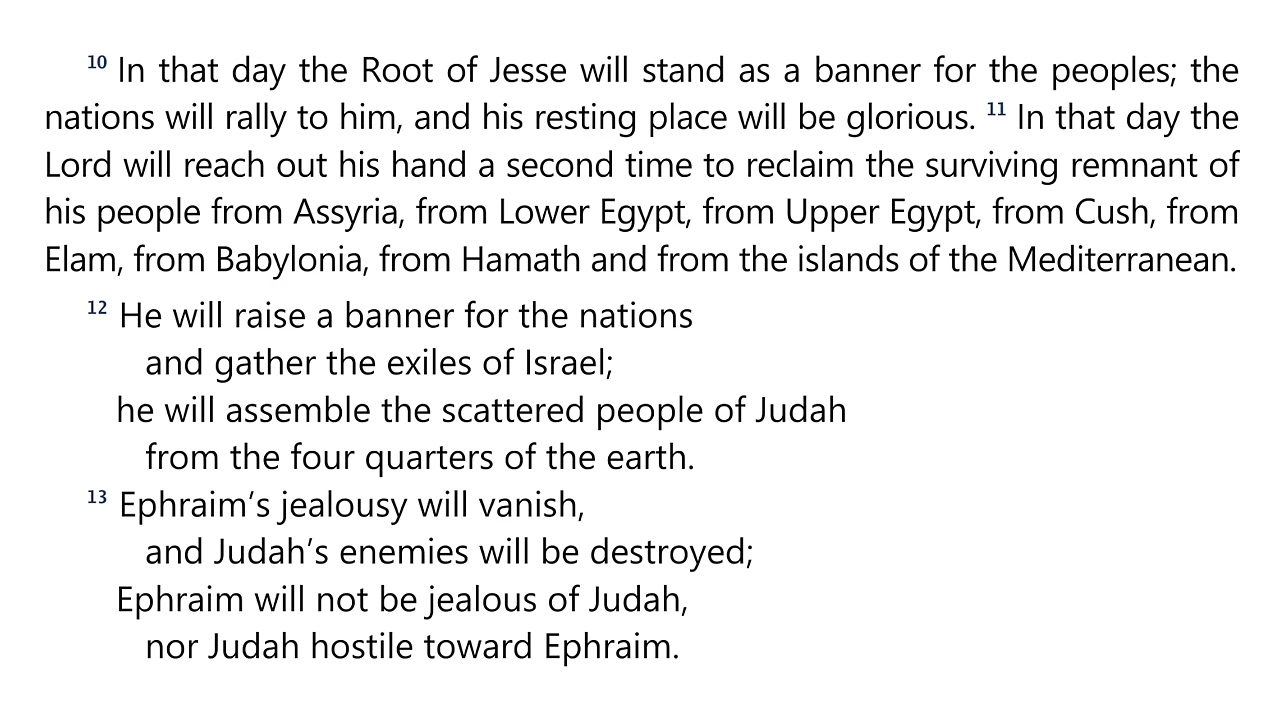 10 In that day the Root of Jesse will stand as a banner for the peoples; the
nations will rally to him, and his resting place will be glorious. 11 In that day the
Lord will reach out his hand a second time to reclaim the surviving remnant of
his people from Assyria, from Lower Egypt, from Upper Egypt, from Cush, from
Elam, from Babylonia, from Hamath and from the islands of the Mediterranean.
12 He will raise a banner for the nations
and gather the exiles of Israel;
he will assemble the scattered people of Judah
from the four quarters of the earth.
13 Ephraim’s jealousy will vanish,
and Judah’s enemies will be destroyed;
Ephraim will not be jealous of Judah,
nor Judah hostile toward Ephraim.